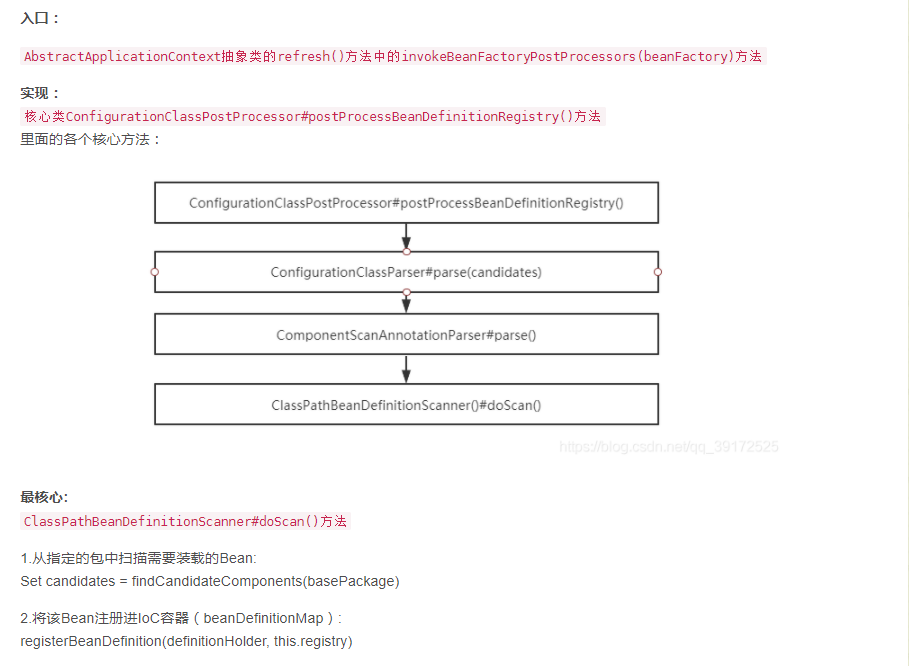 入口：
AbstractApplicationContext抽象类的refresh()方法中的invokeBeanFactoryPostProcessors(beanFactory)方法
实现：
核心类ConfigurationClassPostProcessor#postProcessBeanDefinitionRegistry()方法
里面的各个核心方法：
ConfigurationClassPostProcessor#postProcessBeanDefinitionRegistry()
ConfigurationClassParser#parse(candidates)
ComponentScanAnnotationParser#parse()
ClassPathBeanDefinitionScanner()#doScan()
https://blog.csdn.net/qq_39172525
最核心:
ClassPathBeanDefinitionScanner#doScan()方法
1.从指定的包中扫描需要装载的Bean:
Set candidates = findCandidateComponents(basePackage)
2.将该Bean注册进IoC容器（beanDefinitionMap）:
registerBeanDefinition(definitionHolder, this.registry)